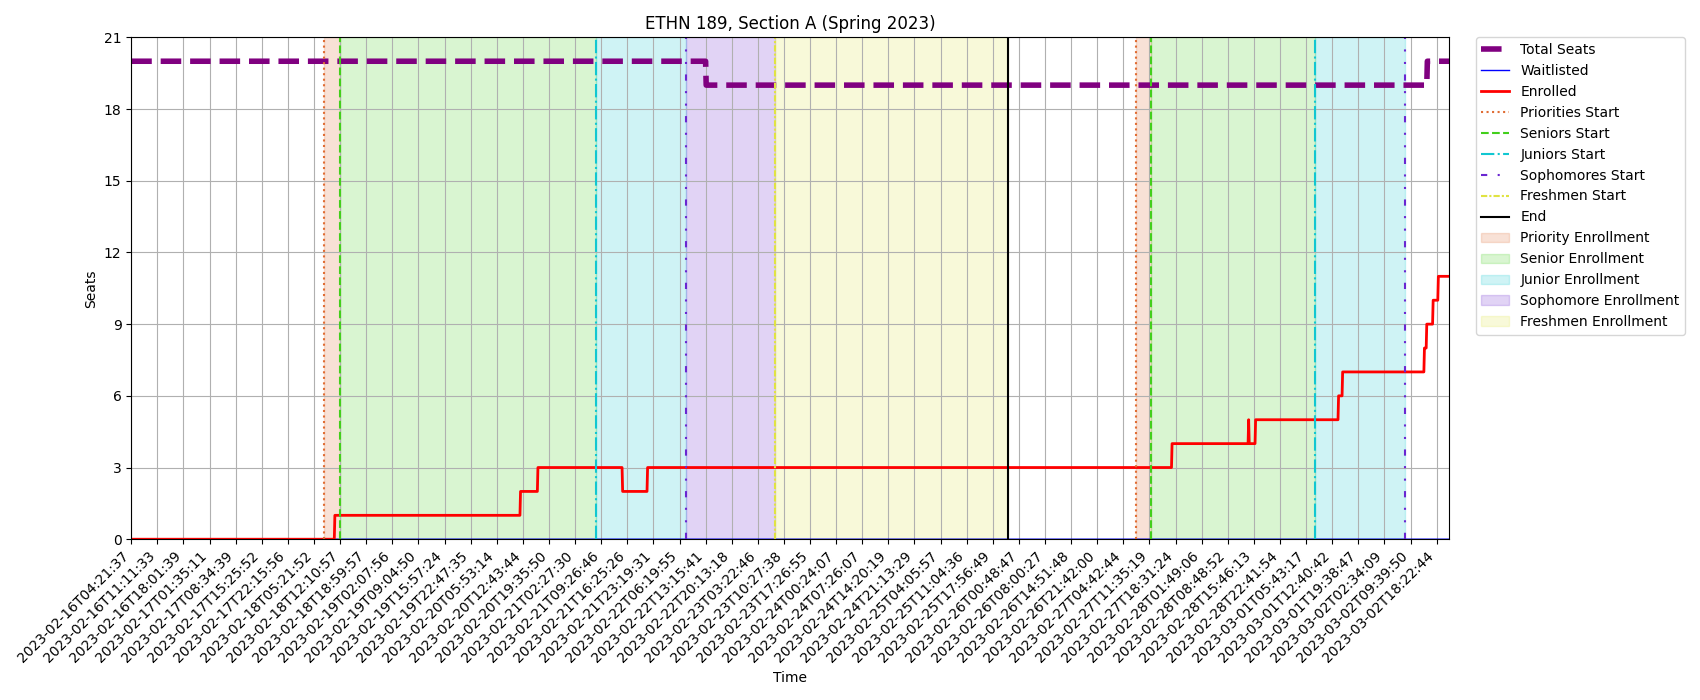 ETHN 189, Section A (Spring 2023)
21
18
15
12
9
6
3
0
Seats
2023-02-16T04:21:37
2023-02-16T11:11:33
2023-02-16T18:01:39
2023-02-17T01:35:11
2023-02-17T08:34:39
2023-02-17T15:25:52
2023-02-17T22:15:56
2023-02-18T05:21:52
2023-02-18T12:10:57
2023-02-18T18:59:57
2023-02-19T02:07:56
2023-02-19T09:04:50
2023-02-19T15:57:24
2023-02-19T22:47:35
2023-02-20T05:53:14
2023-02-20T12:43:44
2023-02-20T19:35:50
2023-02-21T02:27:30
2023-02-21T09:26:46
2023-02-21T16:25:26
2023-02-21T23:19:31
2023-02-22T06:19:55
2023-02-22T13:15:41
2023-02-22T20:13:18
2023-02-23T03:22:46
2023-02-23T10:27:38
2023-02-23T17:26:55
2023-02-24T00:24:07
2023-02-24T07:26:07
2023-02-24T14:20:19
2023-02-24T21:13:29
2023-02-25T04:05:57
2023-02-25T11:04:36
2023-02-25T17:56:49
2023-02-26T00:48:47
2023-02-26T08:00:27
2023-02-26T14:51:48
2023-02-26T21:42:00
2023-02-27T04:42:44
2023-02-27T11:35:19
2023-02-27T18:31:24
2023-02-28T01:49:06
2023-02-28T08:48:52
2023-02-28T15:46:13
2023-02-28T22:41:54
2023-03-01T05:43:17
2023-03-01T12:40:42
2023-03-01T19:38:47
2023-03-02T02:34:09
2023-03-02T09:39:50
2023-03-02T18:22:44
Time
Total Seats
Waitlisted
Enrolled
Priorities Start
Seniors Start
Juniors Start
Sophomores Start
Freshmen Start
End
Priority Enrollment
Senior Enrollment
Junior Enrollment
Sophomore Enrollment
Freshmen Enrollment